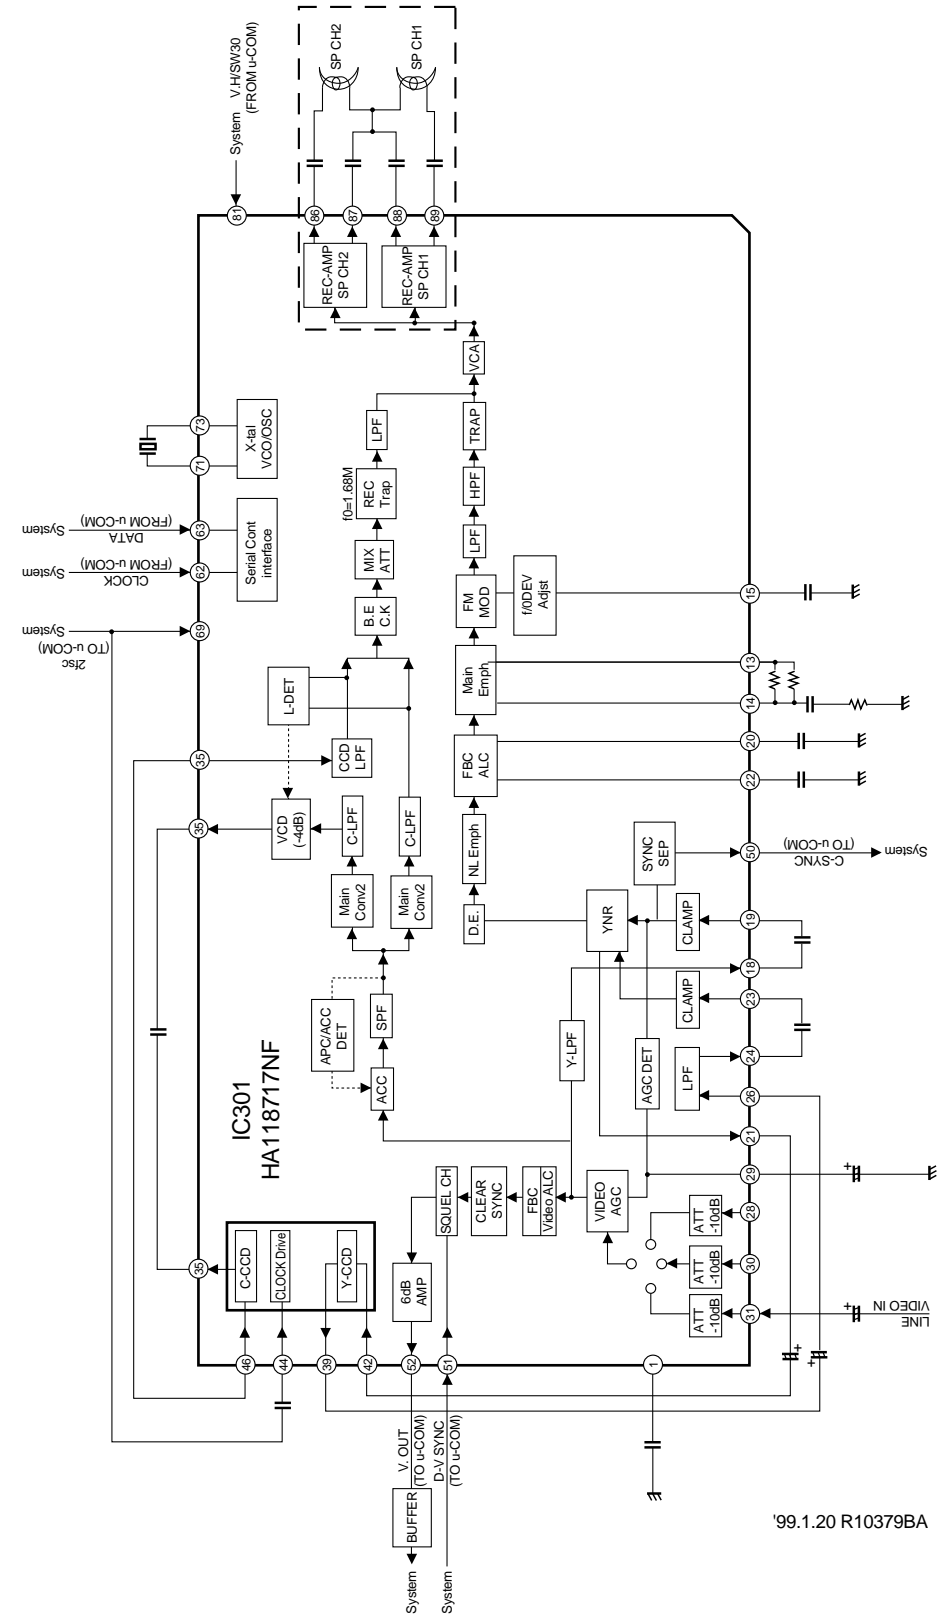 System V.H/SW30
(FROM u-COM)
81
SP CH2
SP CH1
86
87
88
89
REC-AMP
SP CH2
REC-AMP
SP CH1
VCA
73
71
X-tal
VCO/OSC
LPF
TRAP
f0=1.68M
REC
Trap
HPF
System
DATA
(FROM u-COM)
63
System
CLOCK
(FROM u-COM)
62
Serial Cont
interface
MIX
ATT
LPF
B.E
C.K
FM
MOD
f/0DEV
Adjst
15
System
2fsc
(TO u-COM)
69
L-DET
Main
Emph
13
14
35
CCD
LPF
FBC
ALC
20
22
35
VCD
(-4dB)
C-LPF
C-LPF
NL Emph
SYNC
SEP
50
C-SYNC
(TO u-COM)
System
Main
Conv2
Main
Conv2
D.E.
YNR
CLAMP
19
18
APC/ACC
DET
SPF
CLAMP
23
Y-LPF
ACC
AGC DET
LPF
24
26
IC301
HA118717NF
21
29
SQUEL CH
CLEAR
SYNC
FBC
Video ALC
VIDEO
AGC
ATT
-10dB
28
ATT
-10dB
30
ATT
-10dB
31
LINE
VIDEO IN
35
C-CCD
CLOCK Drive
Y-CCD
6dB
AMP
46
44
39
42
52
51
1
V. OUT
(TO u-COM)
D-V SYNC
(TO u-COM)
BUFFER
System
System
'99.1.20 R10379BA